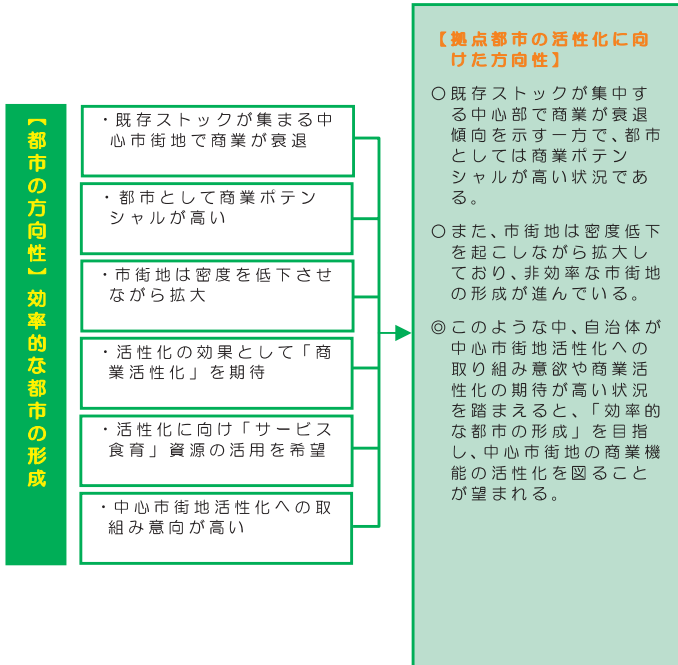 【都市の方向性】効率的な都市の形成
・既存ストックが集まる中
心市街地で商業が衰退
・都市として商業ポテン
シャルが高い
・市街地は密度を低下させ
ながら拡大
・活性化の効果として「商
業活性化」を期待
・活性化に向け「サービス
食育」資源の活用を希望
・中心市街地活性化への取
組み意向が高い
【拠点都市の活性化に向
けた方向性】
○既存ストックが集中す
る中心部で商業が衰退
傾向を示す一方で、都市
としては商業ポテン
シャルが高い状況であ
る。
○また、市街地は密度低下
を起こしながら拡大し
ており、非効率な市街地
の形成が進んでいる。
◎このような中、自治体が
中心市街地活性化への
取り組み意欲や商業活
性化の期待が高い状況
を踏まえると、「効率的
な都市の形成」を目指
し、中心市街地の商業機
能の活性化を図ること
が望まれる。